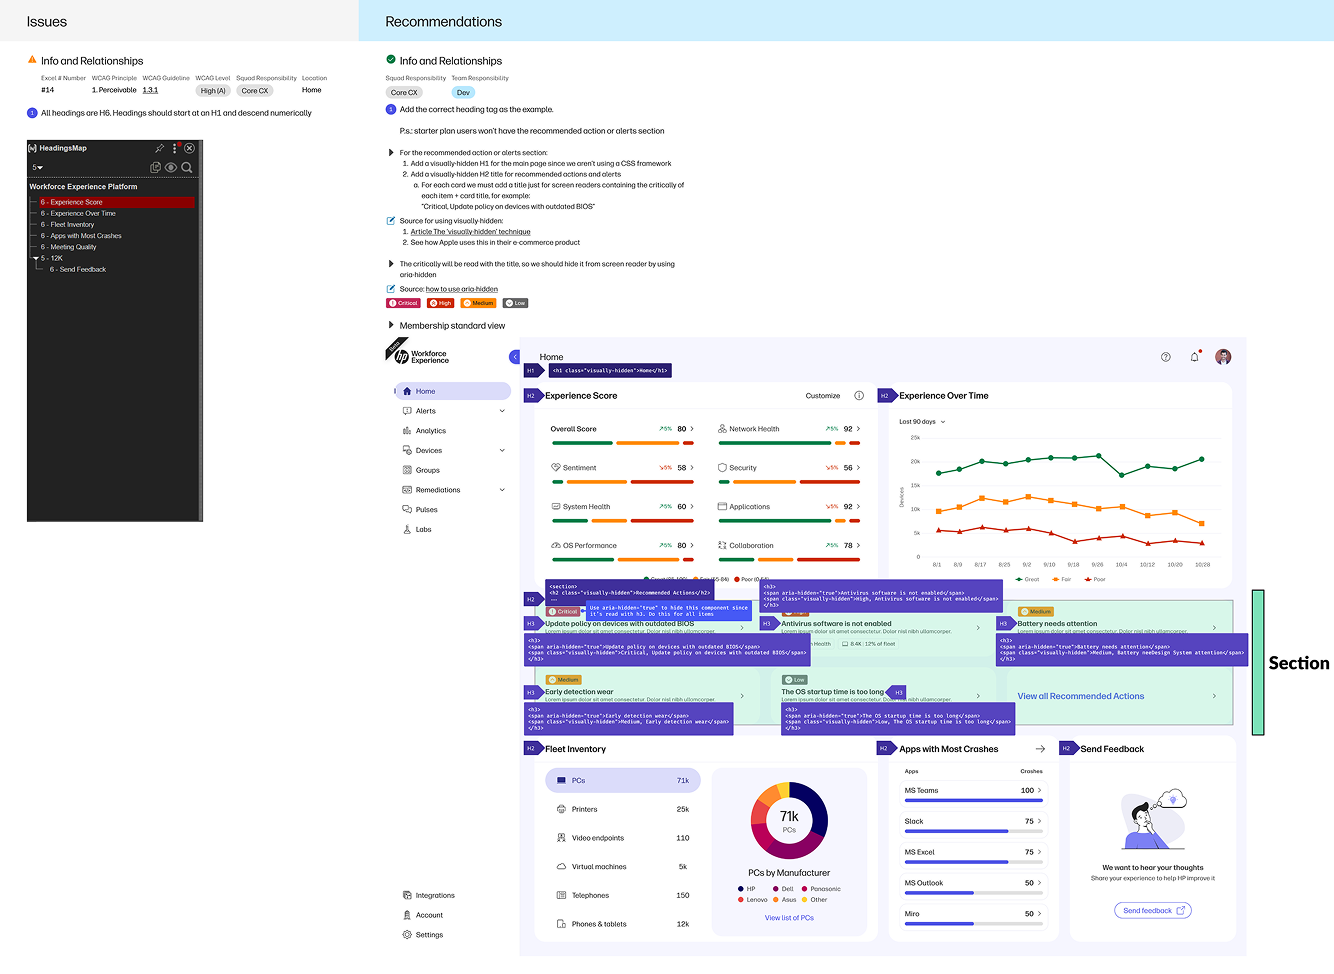 Issues
Recommendations
Info and Relationships
Excel # Number WCAG Principle WCAG Guideline WCAG Level Squad Responsibility Location
#14 1. Perceivable 1.3.1 High (A) Core CX Home
1 All headings are H6. Headings should start at an H1 and descend numerically
HeadingsMap
5
Workforce Experience Platform
6 - Experience Score
6 - Experience Over Time
6 - Fleet Inventory
6 - Apps with Most Crashes
6 - Meeting Quality
5 - 12K
6 - Send Feedback
Info and Relationships
Squad Responsibility Team Responsibility
Core CX Dev
1 Add the correct heading tag as the example.
P.s.: starter plan users won't have the recommended action or alerts section
For the recommended action or alerts section:
1. Add a visually-hidden H1 for the main page since we aren't using a CSS framework
2. Add a visually-hidden H2 title for recommended actions and alerts
a. For each card we must add a title just for screen readers containing the critically of
each item + card title, for example:
"Critical, Update policy on devices with outdated BIOS"
Source for using visually-hidden:
1. Article The 'visually-hidden' technique
2. See how Apple uses this in their e-commerce product
The critically will be read with the title, so we should hide it from screen reader by using
aria-hidden
Source: how to use aria-hidden
Critical High Medium Low
Membership standard view
hp Workforce
Experience
Home
Alerts
Analytics
Devices
Groups
Remediations
Pulses
Labs
Integrations
Account
Settings
Home
H1 <h1 class="visually-hidden">Home</h1>
H2 Experience Score Customize
Overall Score 5% 80
Network Health 5% 92
Sentiment 5% 58
Security 5% 56
System Health 5% 60
Applications 5% 92
OS Performance 5% 80
Collaboration 5% 78
H2 Experience Over Time
Last 90 days
Devices
25k
20k
15k
10k
5k
0
8/1 8/9 8/17 8/25 9/2 9/10 9/18 9/26 10/4 10/12 10/20 10/28
Great Fair Poor
H2
<section>
<h2 class="visually-hidden">Recommended Actions</h2>
...
Critical
Use aria-hidden="true" to hide this component since
it's read with h3. Do this for all items
H3 Update policy on devices with outdated BIOS
Lorem ipsum dolor sit amet consectetur. Dolor nisl nibh ullamcorper.
<h3>
<span aria-hidden="true">Update policy on devices with outdated BIOS</span>
<span class="visually-hidden">Critical, Update policy on devices with outdated BIOS</span>
</h3>
<h3>
<span aria-hidden="true">Antivirus software is not enabled</span>
<span class="visually-hidden">High, Antivirus software is not enabled</span>
</h3>
H3 Antivirus software is not enabled
Lorem ipsum dolor sit amet consectetur. Dolor nisl nibh ullamcorper.
Health 8.4K | 12% of fleet
Medium
H3 Battery needs attention
Lorem ipsum dolor sit amet consectetur. Dolor nisl nibh ullamcorper.
<h3>
<span aria-hidden="true">Battery needs attention</span>
<span class="visually-hidden">Medium, Battery neeDesign System attention</span>
</h3>
Medium
H3 Early detection wear
Lorem ipsum dolor sit amet consectetur. Dolor nisl nibh ullamcorper.
<h3>
<span aria-hidden="true">Early detection wear</span>
<span class="visually-hidden">Medium, Early detection wear</span>
</h3>
Low
The OS startup time is too long H3
Lorem ipsum dolor sit amet consectetur. Dolor nisl nibh ullamcorper.
<h3>
<span aria-hidden="true">The OS startup time is too long</span>
<span class="visually-hidden">Low, The OS startup time is too long</span>
</h3>
View all Recommended Actions
Section
H2 Fleet Inventory
PCs 71k
Printers 25k
Video endpoints 110
Virtual machines 5k
Telephones 150
Phones & tablets 12k
71k
PCs
PCs by Manufacturer
HP Dell Panasonic
Lenovo Asus Other
View list of PCs
H2 Apps with Most Crashes
Apps Crashes
MS Teams 100
Slack 75
MS Excel 75
MS Outlook 50
Miro 50
H2 Send Feedback
We want to hear your thoughts
Share your experience to help HP improve it
Send feedback